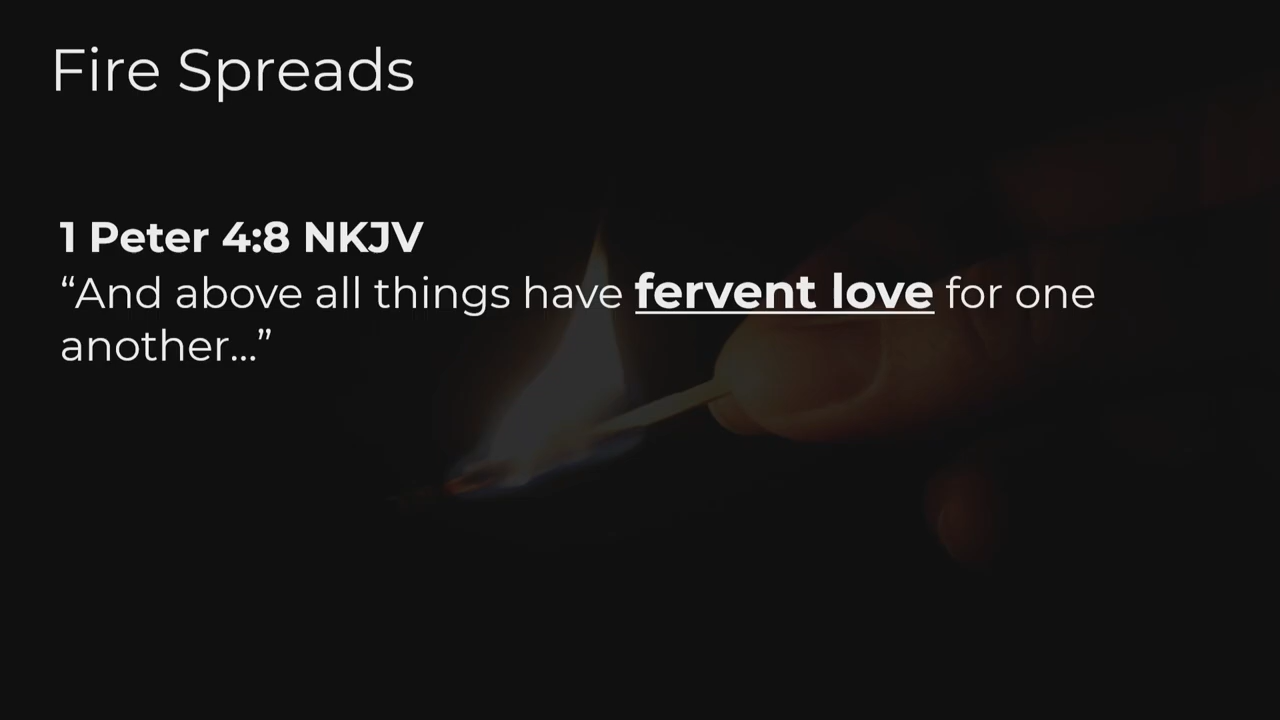 Fire Spreads
1 Peter 4:8 NKJV
“And above all things have fervent love for one
another...”